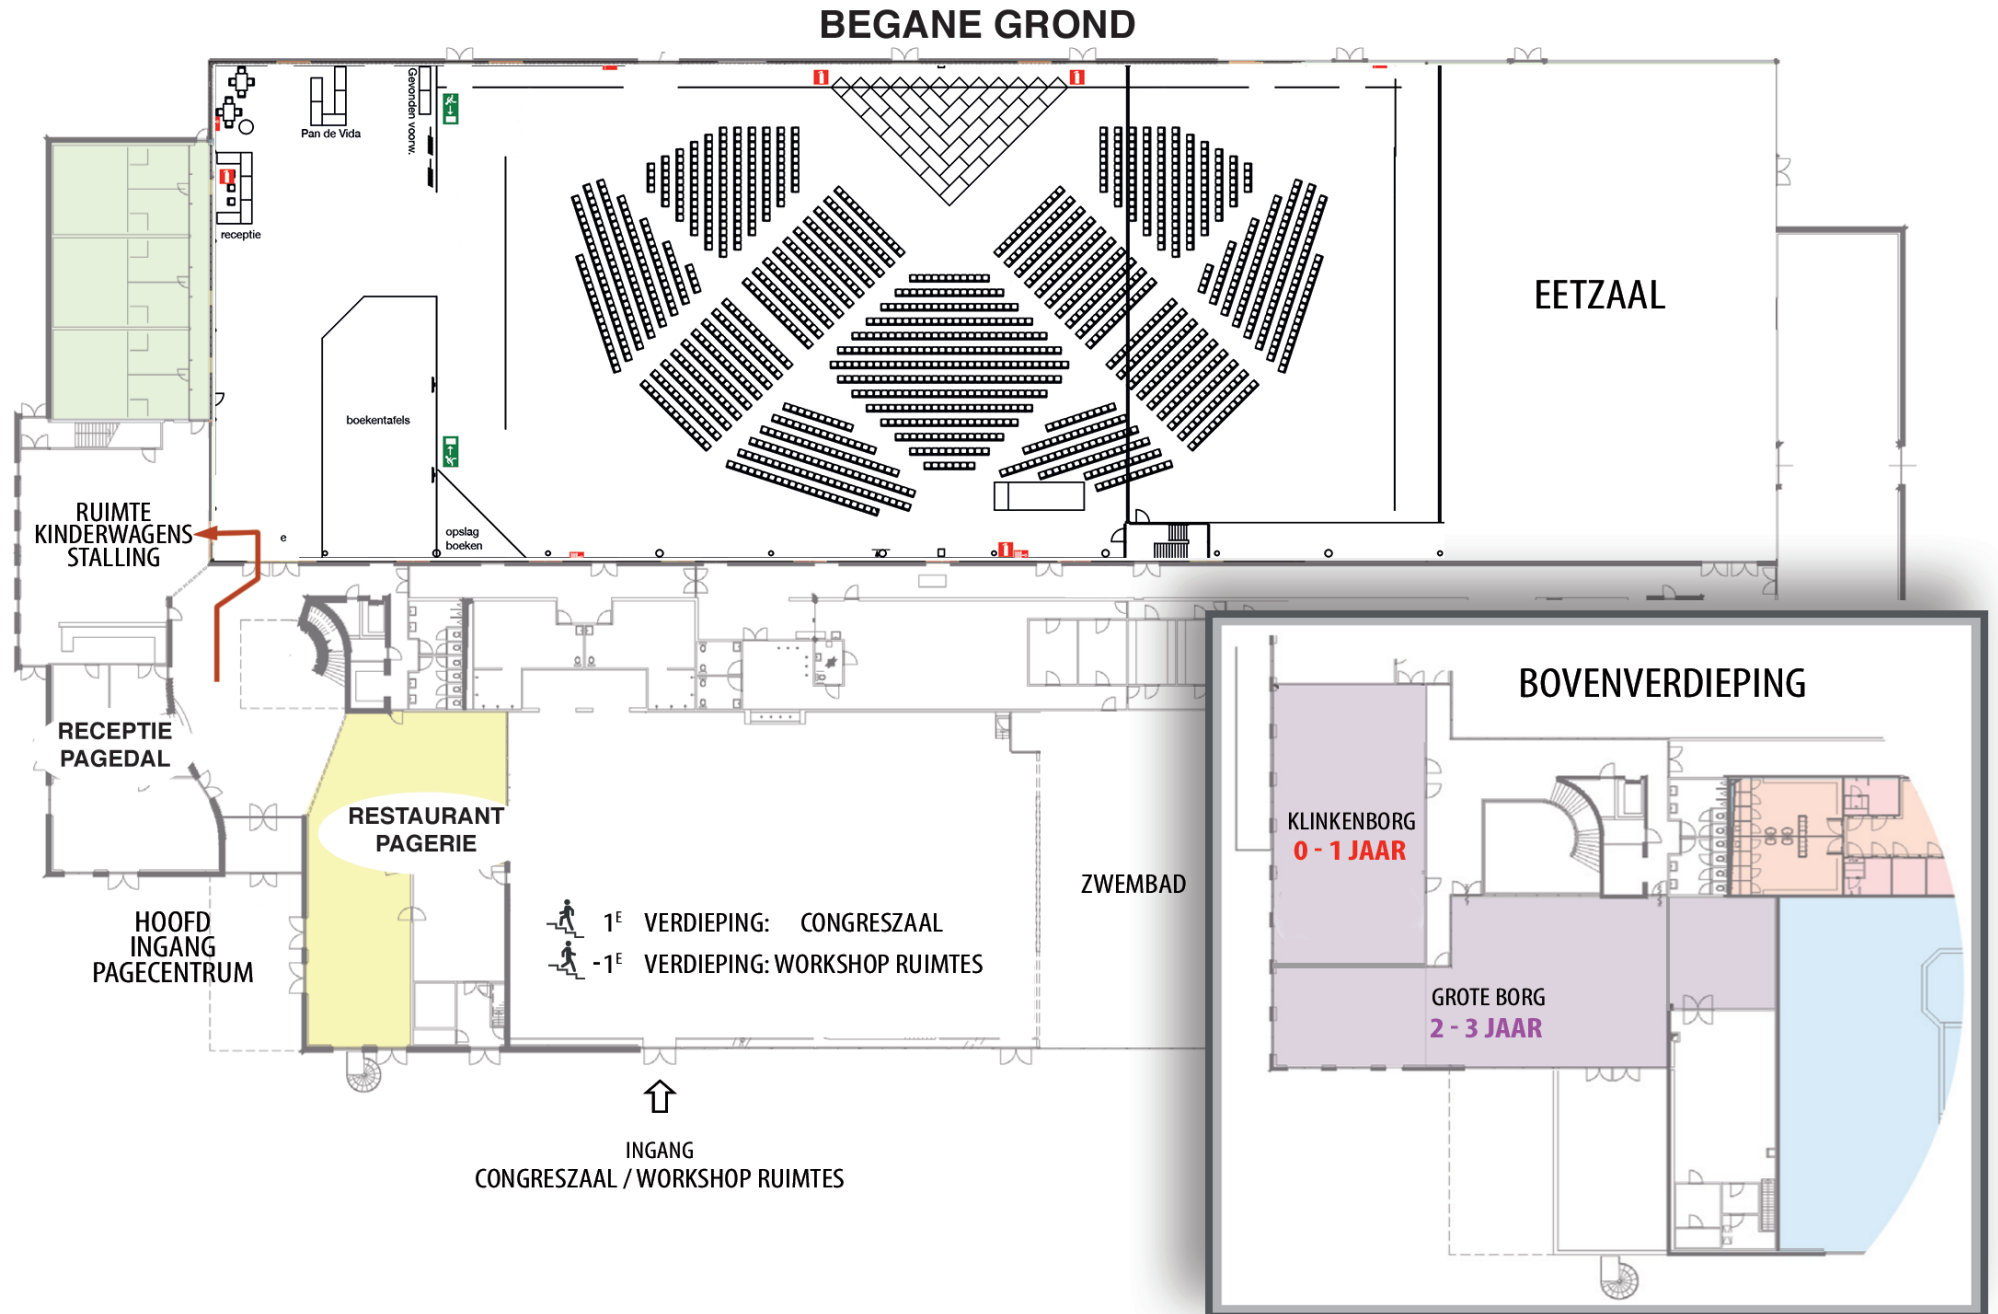 BEGANE GROND
Pan de Vida
Gevonden voorw.
receptie
EETZAAL
boekentafels
opslag
boeken
e
RUIMTE
KINDERWAGENS
STALLING
RECEPTIE
PAGEDAL
RESTAURANT
PAGERIE
HOOFD
INGANG
PAGECENTRUM
1E VERDIEPING: CONGRESZAAL
-1E VERDIEPING: WORKSHOP RUIMTES
ZWEMBAD
INGANG
CONGRESZAAL / WORKSHOP RUIMTES
BOVENVERDIEPING
KLINKENBORG
0 - 1 JAAR
GROTE BORG
2 - 3 JAAR